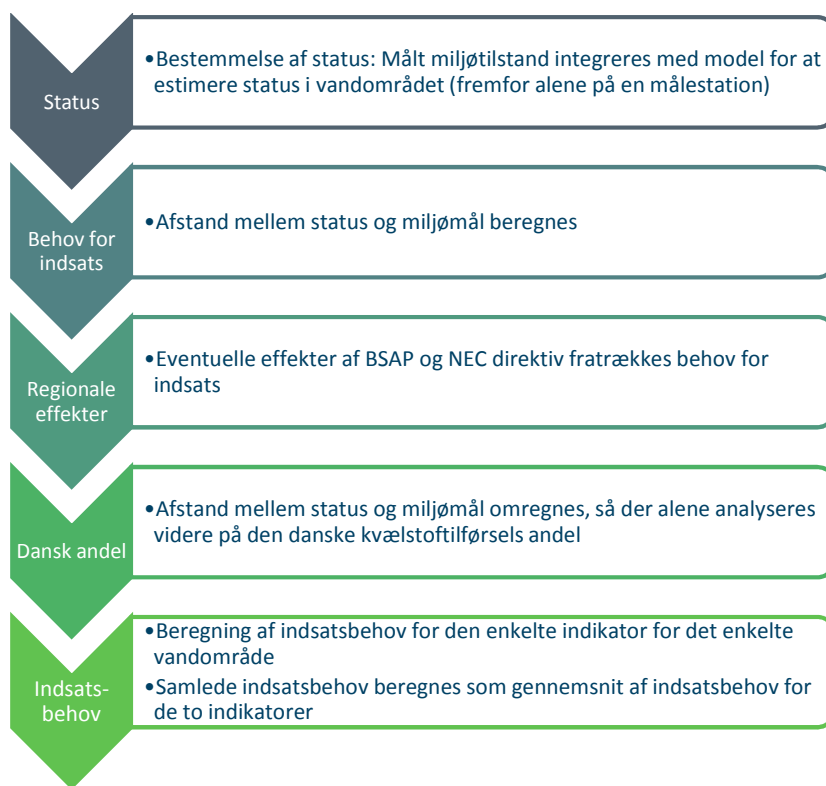 Status
•Bestemmelse af status: Målt miljøtilstand integreres med model for at
estimere status i vandområdet (fremfor alene på en målestation)
Behov for
indsats
•Afstand mellem status og miljømål beregnes
Regionale
effekter
•Eventuelle effekter af BSAP og NEC direktiv fratrækkes behov for
indsats
Dansk andel
•Afstand mellem status og miljømål omregnes, så der alene analyseres
videre på den danske kvælstoftilførsels andel
Indsats-
behov
•Beregning af indsatsbehov for den enkelte indikator for det enkelte
vandområde
•Samlede indsatsbehov beregnes som gennemsnit af indsatsbehov for
de to indikatorer